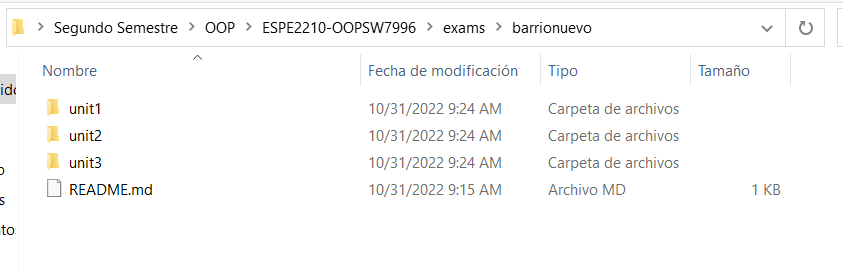 Segundo Semestre > OOP > ESPE2210-OOPSW7996 > exams > barrionuevo
Nombre Fecha de modificación Tipo Tamaño
unit1 10/31/2022 9:24 AM Carpeta de archivos
unit2 10/31/2022 9:24 AM Carpeta de archivos
unit3 10/31/2022 9:24 AM Carpeta de archivos
README.md 10/31/2022 9:15 AM Archivo MD 1 KB